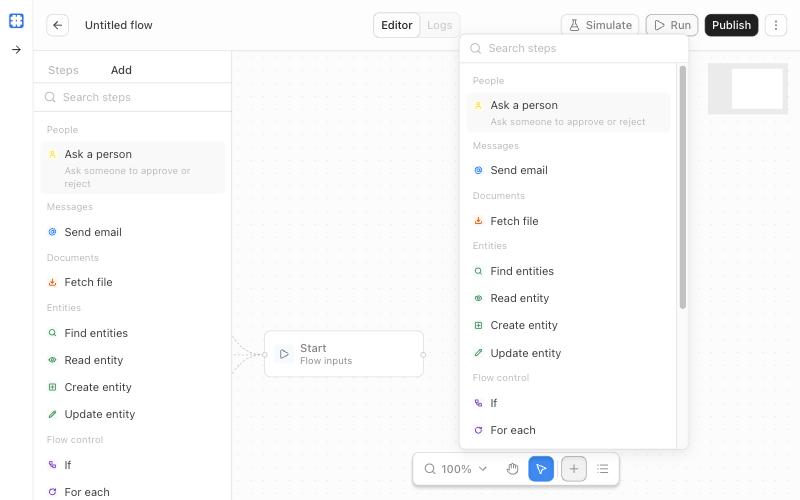 Untitled flow
Editor
Logs
Simulate
Run
Publish
Steps
Add
Search steps
People
Ask a person
Ask someone to approve or
reject
Messages
Send email
Documents
Fetch file
Entities
Find entities
Read entity
Create entity
Update entity
Flow control
If
For each
Start
Flow inputs
Search steps
People
Ask a person
Ask someone to approve or reject
Messages
Send email
Documents
Fetch file
Entities
Find entities
Read entity
Create entity
Update entity
Flow control
If
For each
100%